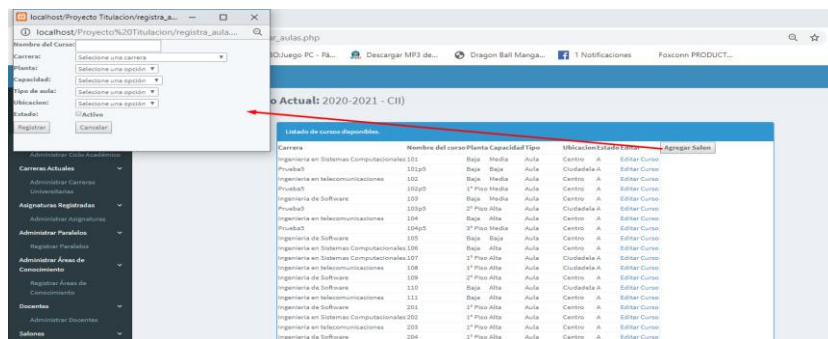 localhost/Proyecto Titulacion/registra_a...
localhost/Proyecto%20Titulacion/registra_aula....
Nombre del Curso:
Carrera: Selecione una carrera
Planta: Selecione una opción
Capacidad: Selecione una opción
Tipo de aula: Selecione una opción
Ubicacion: Selecione una opción
Estado: Activo
Registrar Cancelar
ar_aulas.php
Juego PC - Pá... Descargar MP3 de... Dragon Ball Manga... 1 Notificaciones Foxconn PRODUCT...
o Actual: 2020-2021 - CII)
Administrar Ciclo Académico
Carreras Actuales
Administrar Carreras
Universitarias
Asignaturas Registradas
Administrar Asignaturas
Administrar Paralelos
Registrar Paralelos
Administrar Áreas de
Conocimiento
Registrar Áreas de
Conocimiento
Docentes
Administrar Docentes
Salones
Listado de cursos disponibles.
Carrera Nombre del corso Planta Capacidad Tipo Ubicacion Estado Editar Agregar Salon
Ingenieria en Sistemas Computacionales 101 Baja Media Aula Centro A Editar Curso
Prueba5 101p5 Baja Baja Aula Ciudadela A Editar Curso
Ingenieria en telecomunicaciones 102 Baja Media Aula Centro A Editar Curso
Prueba5 102p5 1° Piso Media Aula Centro A Editar Curso
Ingenieria de Software 103 Baja Media Aula Centro A Editar Curso
Prueba5 103p5 2° Piso Alta Aula Ciudadela A Editar Curso
Ingenieria en telecomunicaciones 104 Baja Alta Aula Centro A Editar Curso
Prueba5 104p5 Piso Media Aula Centro A Editar Curso
Ingenieria de Software 105 Baja Baja Aula Centro A Editar Curso
Ingenieria en Sistemas Computacionales 106 Baja Alta Aula Centro A Editar Curso
Ingenieria en Sistemas Computacionales 107 1° Piso Alta Aula Ciudadela A Editar Curso
Ingenieria en telecomunicaciones 108 1° Piso Alta Aula Ciudadela A Editar Curso
Ingenieria de Software 109 2° Piso Alta Aula Centro A Editar Curso
Ingenieria de Software 110 Baja Alta Aula Ciudadela A Editar Curso
Ingenieria en telecomunicaciones 111 Baja Alta Aula Centro A Editar Curso
Ingenieria de Software 201 1° Piso Alta Aula Centro A Editar Curso
Ingenieria en Sistemas Computacionales 202 1° Piso Alta Aula Centro A Editar Curso
Ingenieria en telecomunicaciones 203 1° Piso Alta Aula Centro A Editar Curso
Ingenieria de Software 204 1° Piso Alta Aula Centro A Editar Curso